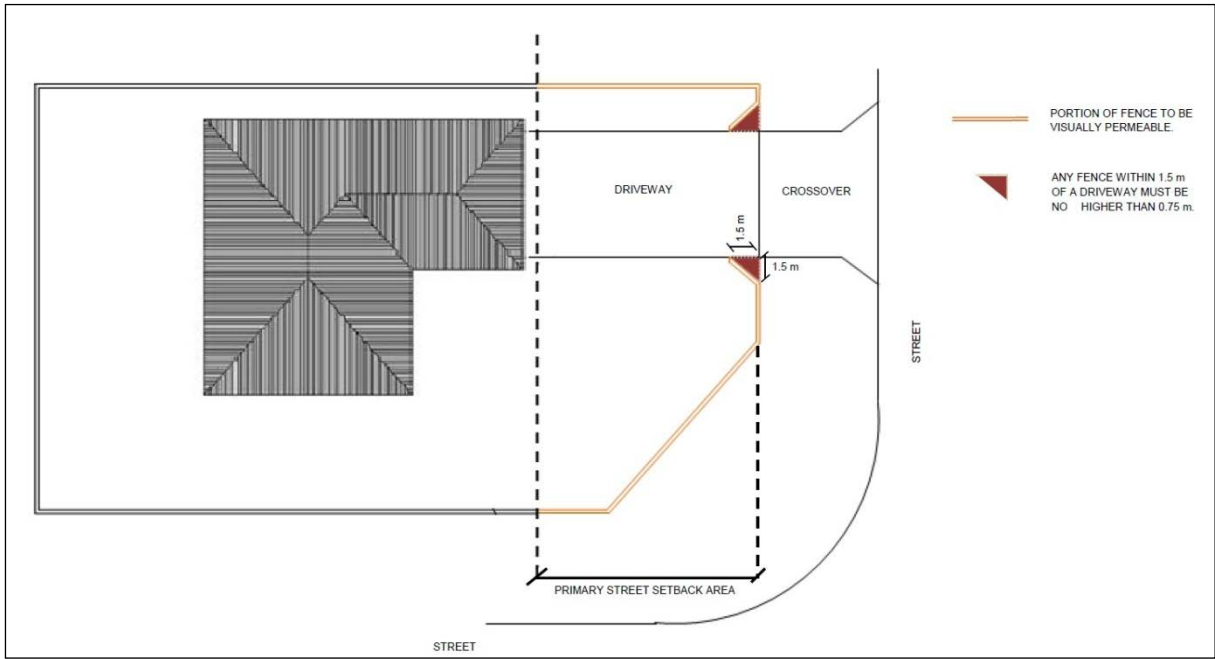 PORTION OF FENCE TO BE
VISUALLY PERMEABLE.
ANY FENCE WITHIN 1.5 m
OF A DRIVEWAY MUST BE
NO HIGHER THAN 0.75 m.
DRIVEWAY
CROSSOVER
1.5 m
1.5 m
STREET
PRIMARY STREET SETBACK AREA
STREET